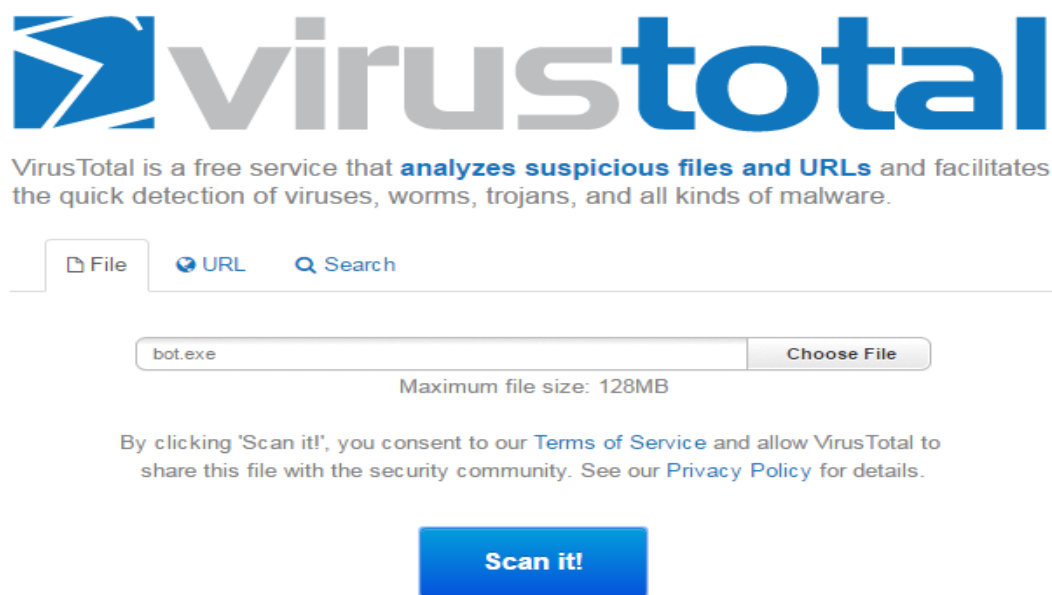 virustotal
VirusTotal is a free service that analyzes suspicious files and URLs and facilitates
the quick detection of viruses, worms, trojans, and all kinds of malware.
File URL Search
bot.exe Choose File
Maximum file size: 128MB
By clicking 'Scan it!', you consent to our Terms of Service and allow VirusTotal to
share this file with the security community. See our Privacy Policy for details.
Scan it!